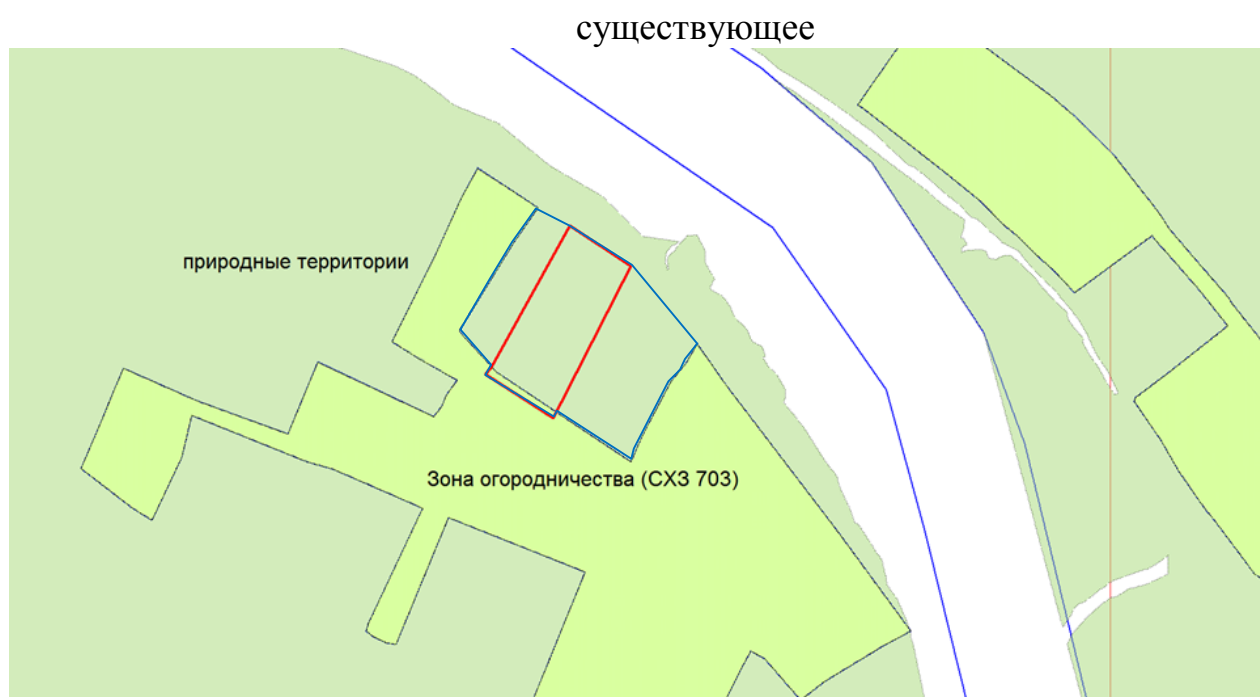 существующее
природные территории
Зона огородничества (СХЗ 703)